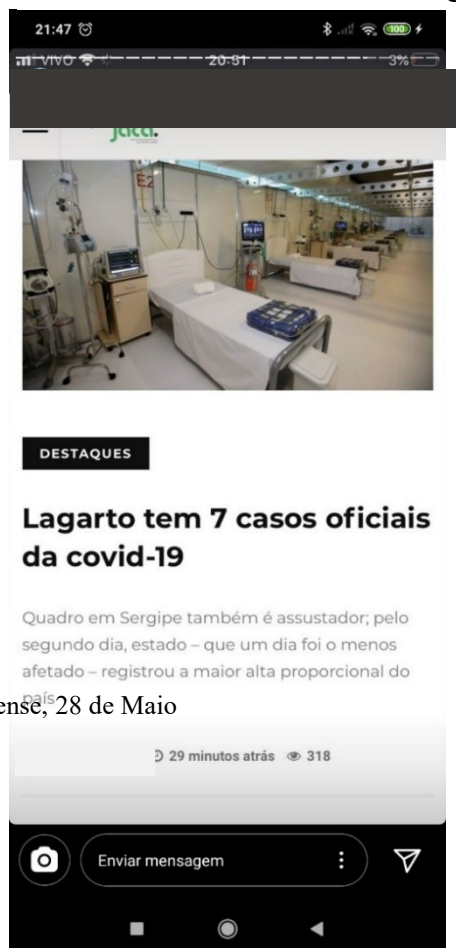 21:47
100
VIVO
20:31
3%
jaca.
E2
DESTAQUES
Lagarto tem 7 casos oficiais
da covid-19
Quadro em Sergipe também é assustador; pelo
segundo dia, estado – que um dia foi o menos
afetado – registrou a maior alta proporcional do
país
ense, 28 de Maio
29 minutos atrás 318
Enviar mensagem